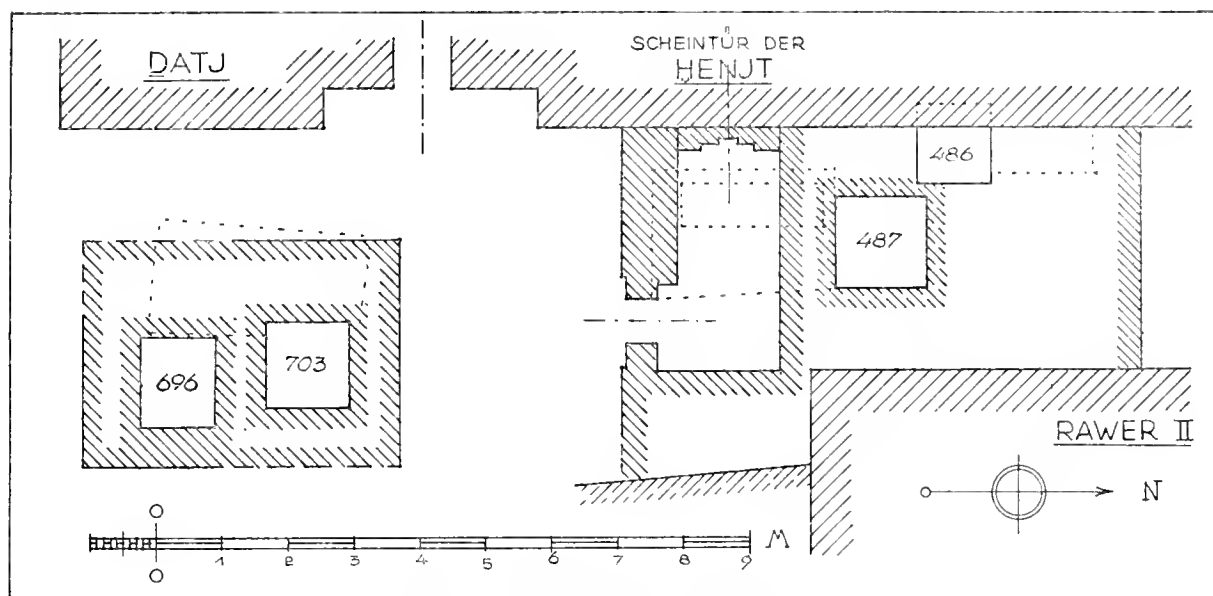 DATJ
SCHEINTÜR DER
HENJT
486
487
696
703
RAWER II
N
0
1 2 3 4 5 6 7 8 9 M
0